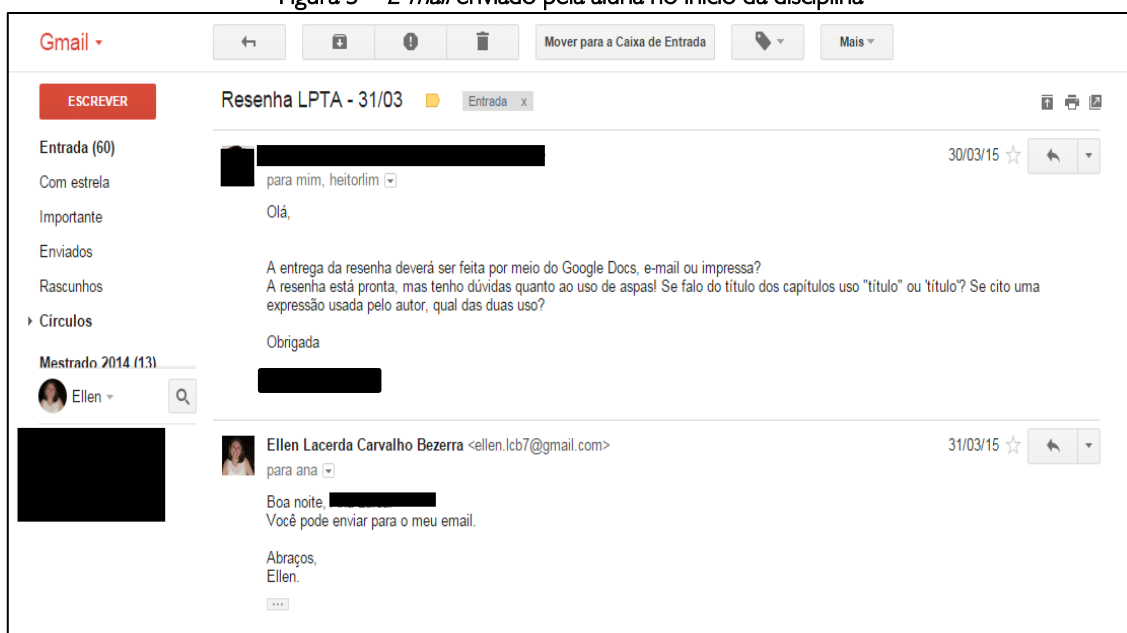 Figura 3 – E-mail enviado pela aluna no início da disciplina
Gmail
Mover para a Caixa de Entrada
Mais
ESCREVER
Resenha LPTA - 31/03
Entrada x
Entrada (60)
30/03/15
Com estrela
para mim, heitorlim
Importante
Olá,
Enviados
A entrega da resenha deverá ser feita por meio do Google Docs, e-mail ou impressa?
Rascunhos
A resenha está pronta, mas tenho dúvidas quanto ao uso de aspas! Se falo do título dos capítulos uso "título" ou 'título'? Se cito uma
expressão usada pelo autor, qual das duas uso?
Círculos
Obrigada
Mestrado 2014 (13)
Ellen
Ellen Lacerda Carvalho Bezerra <ellen.lcb7@gmail.com>
31/03/15
para ana
Boa noite,
Você pode enviar para o meu email.
Abraços,
Ellen.